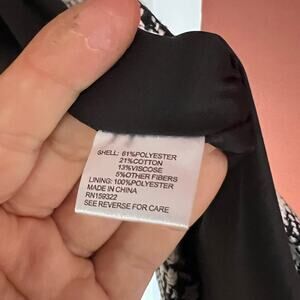 SHELL: 61%POLYESTER
21%COTTON
13%VISCOSE
5%OTHER FIBERS
LINING: 100%POLYESTER
MADE IN CHINA
RN159322
SEE REVERSE FOR CARE